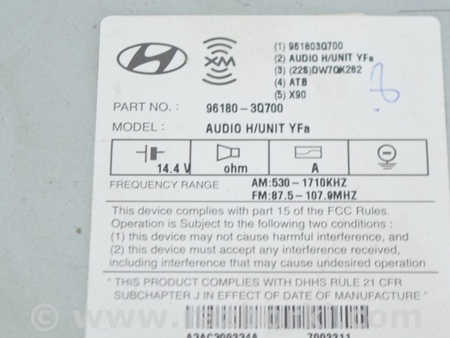 XM
(1) 961803Q700
(2) AUDIO H/UNIT YFa
(3) (226)DW7QK262
(4) ATB
(5) X90
PART NO. : 96180-3Q700
MODEL : AUDIO H/UNIT YFa
14.4 V ohm A
FREQUENCY RANGE AM:530-1710KHZ
FM:87.5-107.9MHZ
This device complies with part 15 of the FCC Rules.
Operation is Subject to the following two conditions :
(1) this device may not cause harmful interference, and
(2) this device must accept any interference received,
including interference that may cause undesired operation
" THIS PRODUCT COMPLIES WITH DHHS RULE 21 CFR
SUBCHAPTER J IN EFFECT OF DATE OF MANUFACTURE. "